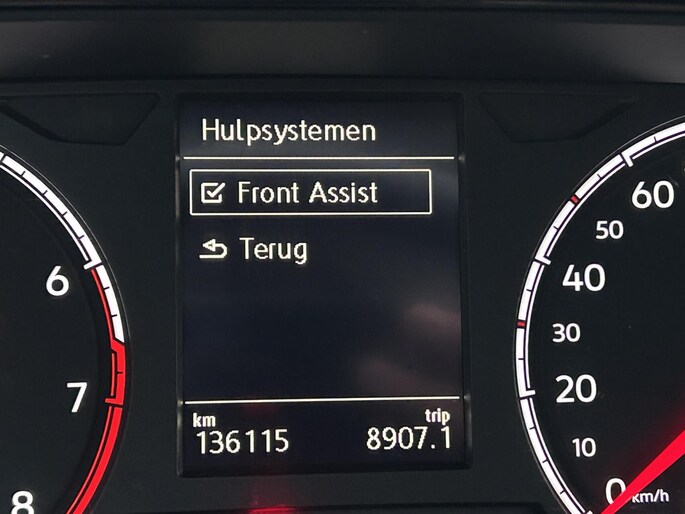 Hulpsystemen
Front Assist
Terug
km trip
136115 8907.1
6
7
8
60
50
40
30
20
10
0 km/h